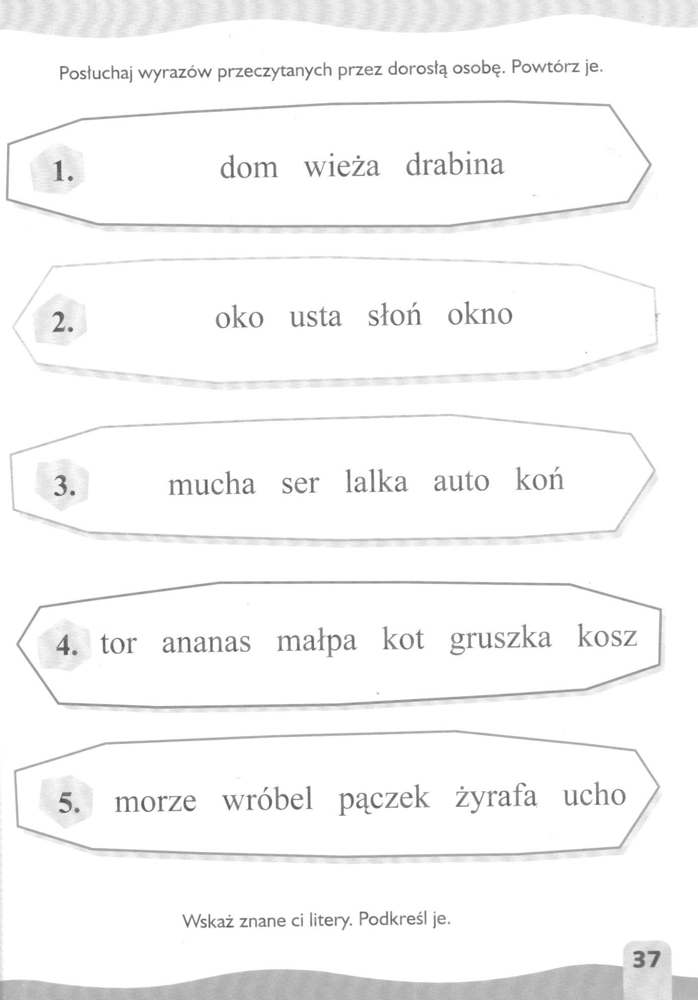 Posłuchaj wyrazów przeczytanych przez dorosłą osobę. Powtórz je.
1. dom wieża drabina
2. oko usta słoń okno
3. mucha ser lalka auto koń
4. tor ananas małpa kot gruszka kosz
5. morze wróbel pączek żyrafa ucho
Wskaż znane ci litery. Podkreśl je.
37